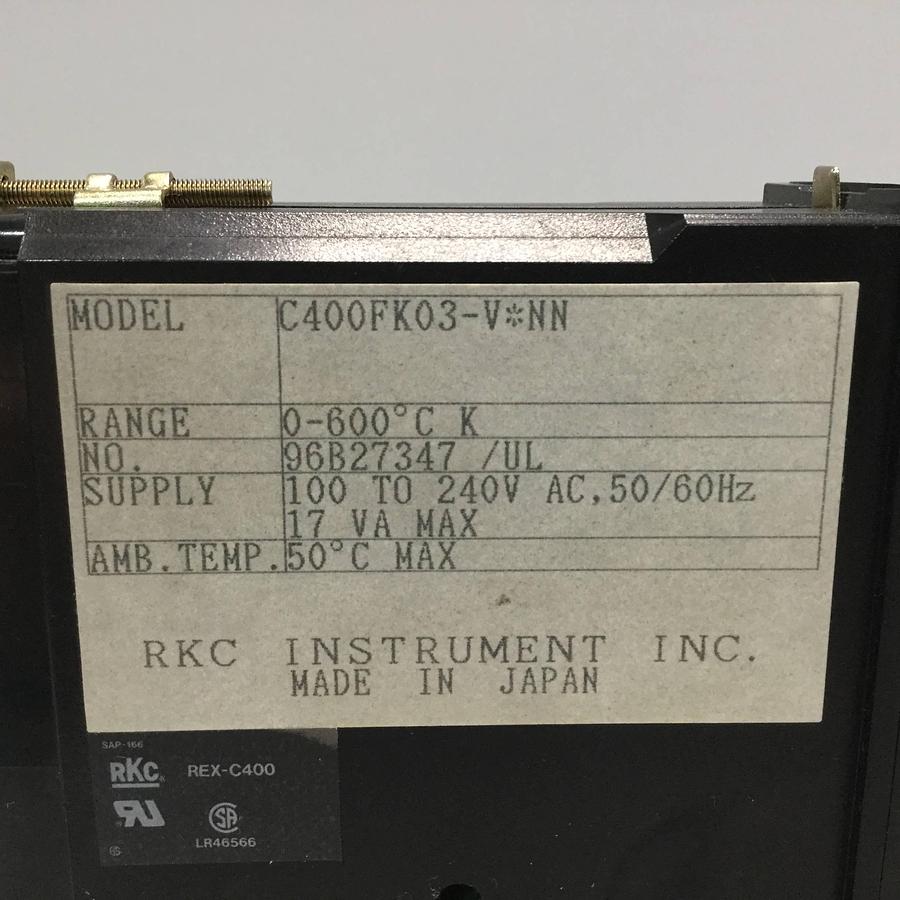 MODEL C400FK03-V*NN
RANGE 0-600°C K
NO. 96B27347 /UL
SUPPLY 100 TO 240V AC,50/60Hz
17 VA MAX
AMB.TEMP. 50°C MAX
RKC INSTRUMENT INC.
MADE IN JAPAN
SAP-166
RKC® REX-C400
LR46566